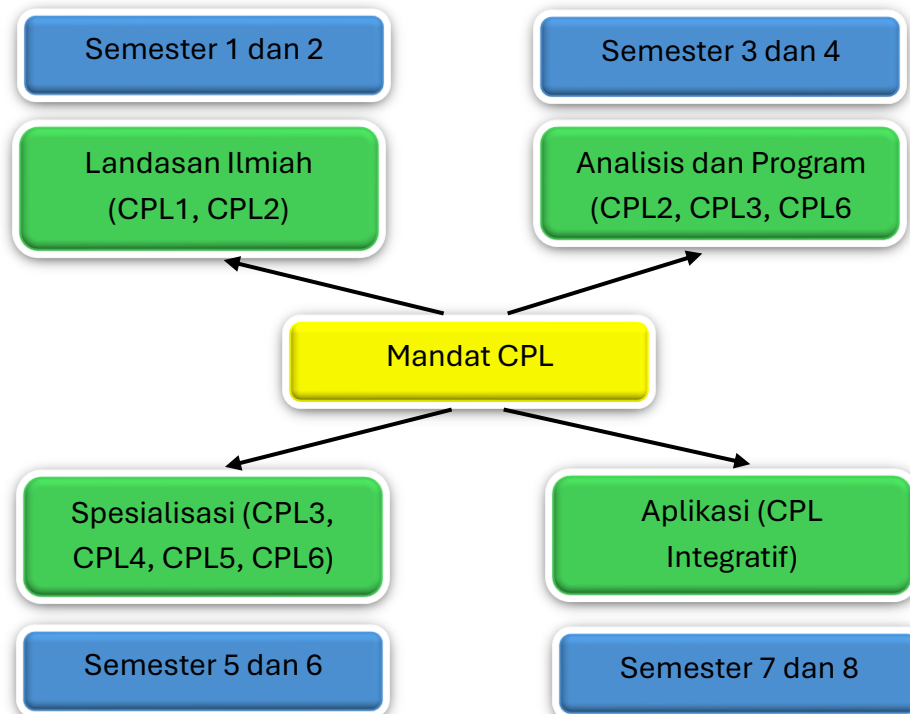 Semester 1 dan 2
Semester 3 dan 4
Landasan Ilmiah
(CPL1, CPL2)
Analisis dan Program
(CPL2, CPL3, CPL6
Mandat CPL
Spesialisasi (CPL3,
CPL4, CPL5, CPL6)
Aplikasi (CPL
Integratif)
Semester 5 dan 6
Semester 7 dan 8